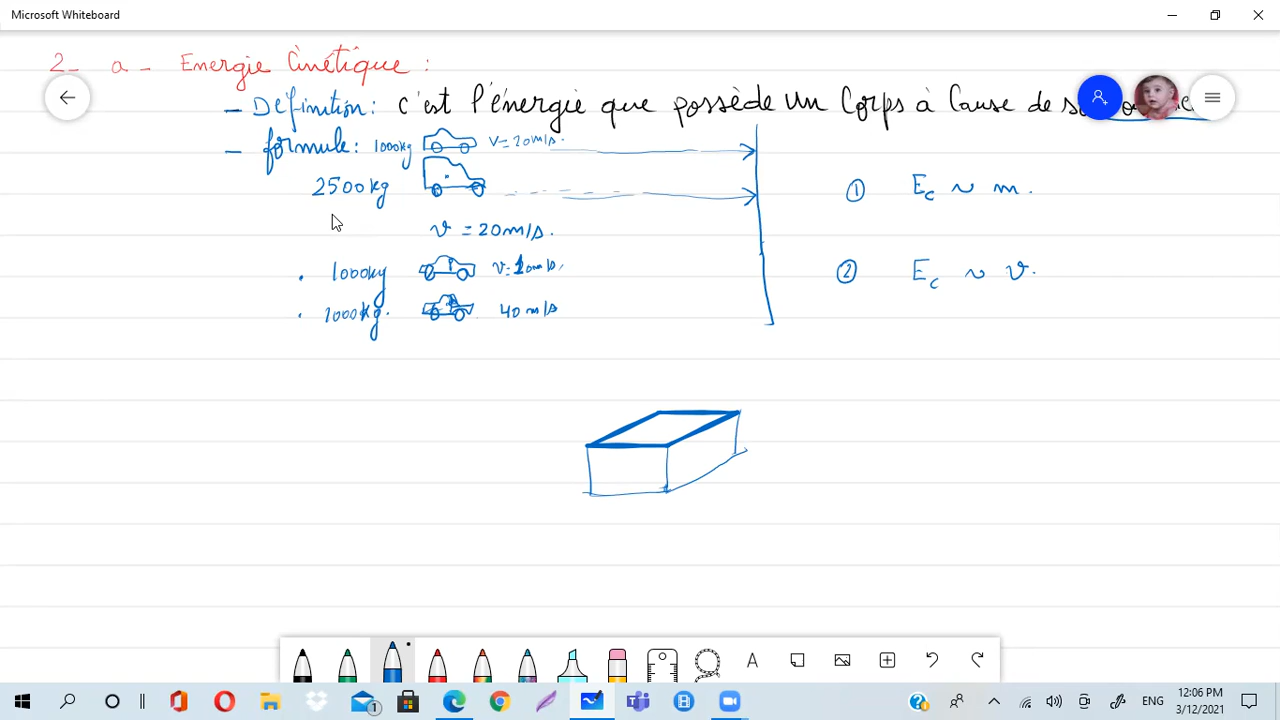 Microsoft Whiteboard
2- a- Energie Cinétique :
- Définition : c'est l'énergie que possède un Corps à Cause de
- formule : 1000kg v=20m/s.
2500kg
① Ec ~ m.
v = 20m/s.
. 1000kg
② Ec ~ v.
. 1000kg. 40m/s
A
1
ENG
12:06 PM
3/12/2021